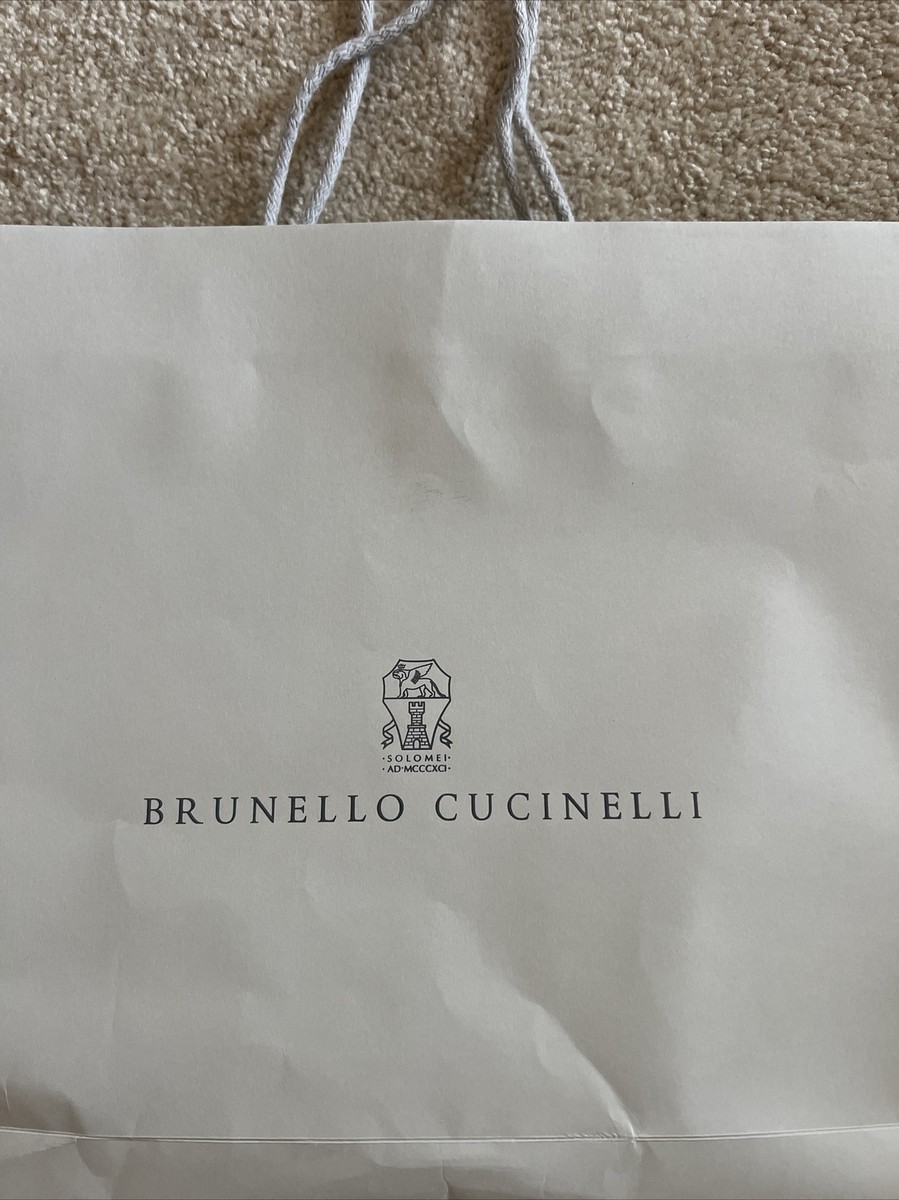 ·SOLOMEI·
·AD·MCCCXCI·
BRUNELLO CUCINELLI